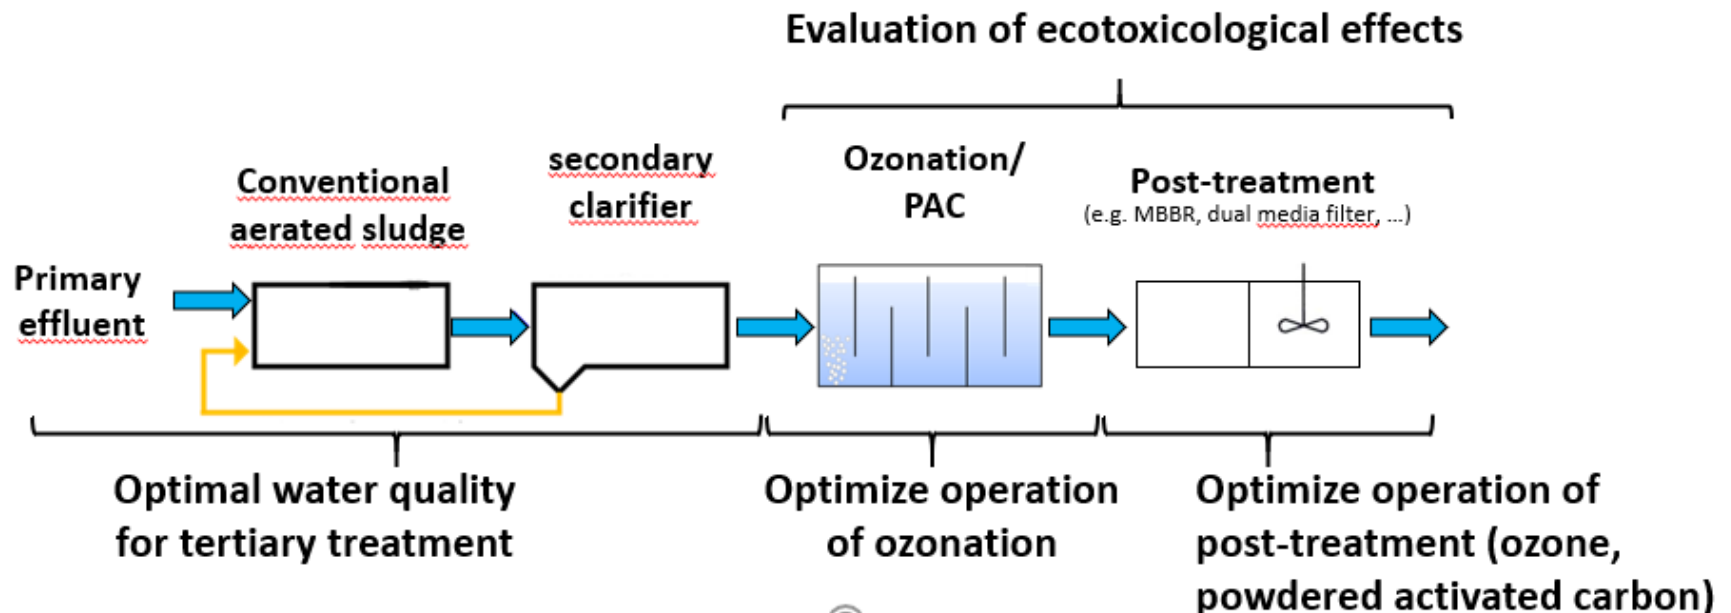 Evaluation of ecotoxicological effects
Conventional
aerated sludge
secondary
clarifier
Ozonation/
PAC
Post-treatment
(e.g. MBBR, dual media filter, ...)
Primary
effluent
Optimal water quality
for tertiary treatment
Optimize operation
of ozonation
Optimize operation of
post-treatment (ozone,
powdered activated carbon)